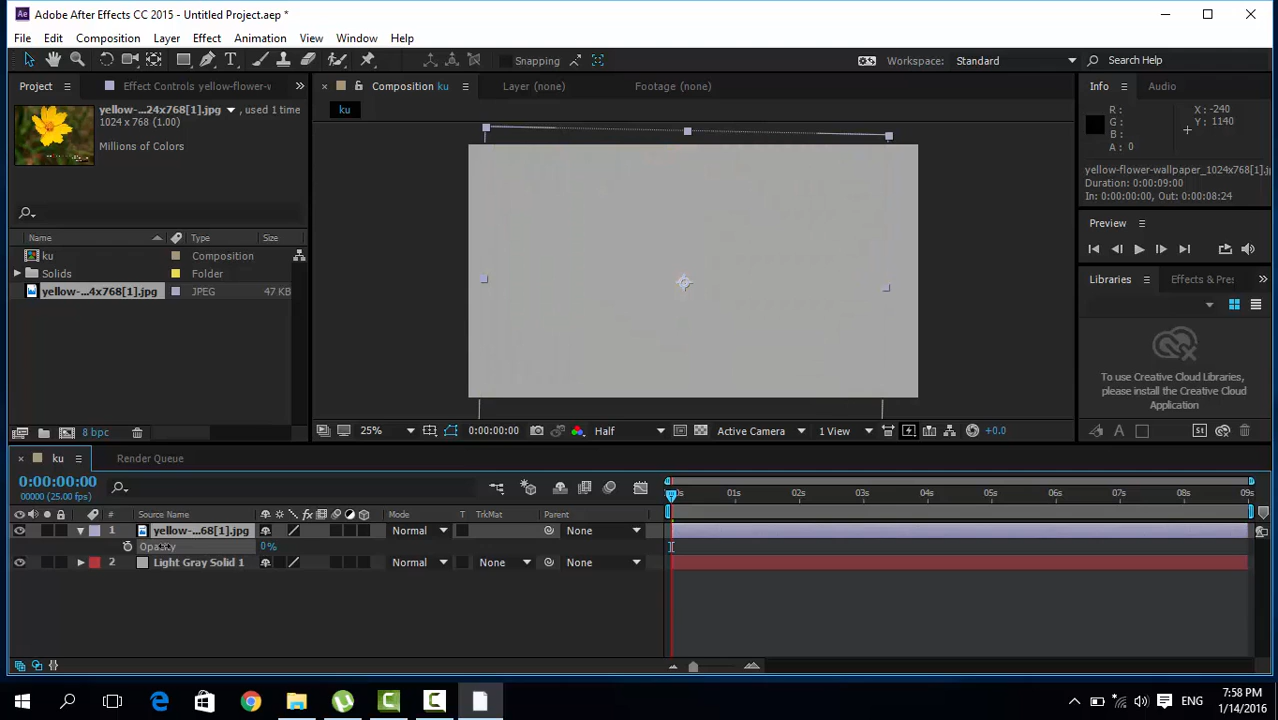 Ae Adobe After Effects CC 2015 - Untitled Project.aep *
File Edit Composition Layer Effect Animation View Window Help
T Snapping Workspace: Standard Search Help
Project Effect Controls yellow-flower-v Composition ku Layer (none) Footage (none) Info Audio
yellow-...24x768[1].jpg , used 1 time
1024 x 768 (1.00)
Millions of Colors
ku
R :
G :
B :
A : 0
X: -240
Y: 1140
yellow-flower-wallpaper_1024x768[1].j
Duration: 0:00:09:00
In: 0:00:00:00, Out: 0:00:08:24
Preview
Name Type Size
ku Composition
Solids Folder
yellow-...4x768[1].jpg JPEG 47 KB
Libraries Effects & Pres
To use Creative Cloud Libraries,
please install the Creative Cloud
Application
8 bpc 25% 0:00:00:00 Half Active Camera 1 View +0.0 A St
ku Render Queue
0:00:00:00
00000 (25.00 fps)
01s 02s 03s 04s 05s 06s 07s 08s 09s
# Source Name fx Mode T TrkMat Parent
1 yellow-...68[1].jpg Normal None
Opacity 0%
2 Light Gray Solid 1 Normal None None
ENG
7:58 PM
1/14/2016